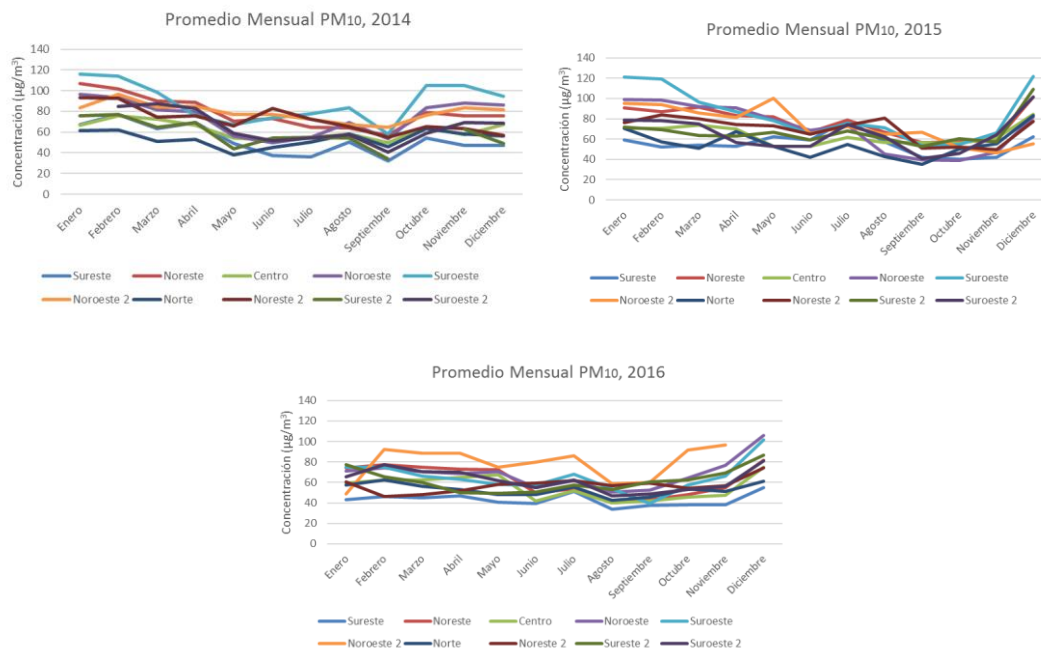 Promedio Mensual PM10, 2014
Concentración (µg/m³)
140
120
100
80
60
40
20
0
Enero
Febrero
Marzo
Abril
Mayo
Junio
Julio
Agosto
Septiembre
Octubre
Noviembre
Diciembre
Sureste Noreste Centro Noroeste Suroeste
Noroeste 2 Norte Noreste 2 Sureste 2 Suroeste 2
Promedio Mensual PM10, 2015
Concentración (µg/m³)
140
120
100
80
60
40
20
0
Enero
Febrero
Marzo
Abril
Mayo
Junio
Julio
Agosto
Septiembre
Octubre
Noviembre
Diciembre
Sureste Noreste Centro Noroeste Suroeste
Noroeste 2 Norte Noreste 2 Sureste 2 Suroeste 2
Promedio Mensual PM10, 2016
Concentración (µg/m³)
140
120
100
80
60
40
20
0
Enero
Febrero
Marzo
Abril
Mayo
Junio
Julio
Agosto
Septiembre
Octubre
Noviembre
Diciembre
Sureste Noreste Centro Noroeste Suroeste
Noroeste 2 Norte Noreste 2 Sureste 2 Suroeste 2